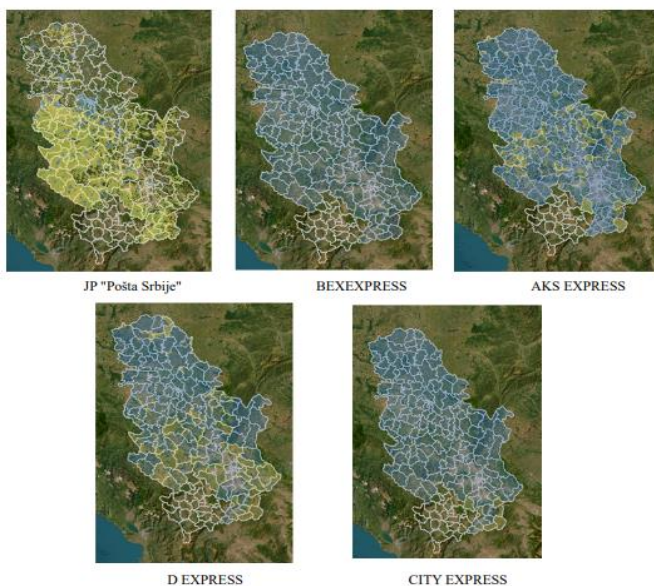 JP "Pošta Srbije"
BEXEXPRESS
AKS EXPRESS
D EXPRESS
CITY EXPRESS